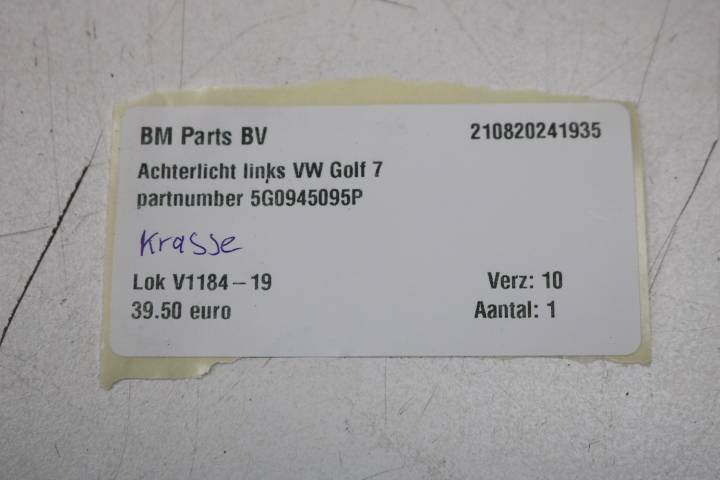 BM Parts BV 210820241935
Achterlicht links VW Golf 7
partnumber 5G0945095P
Krasse
Lok V1184-19 Verz: 10
39.50 euro Aantal: 1